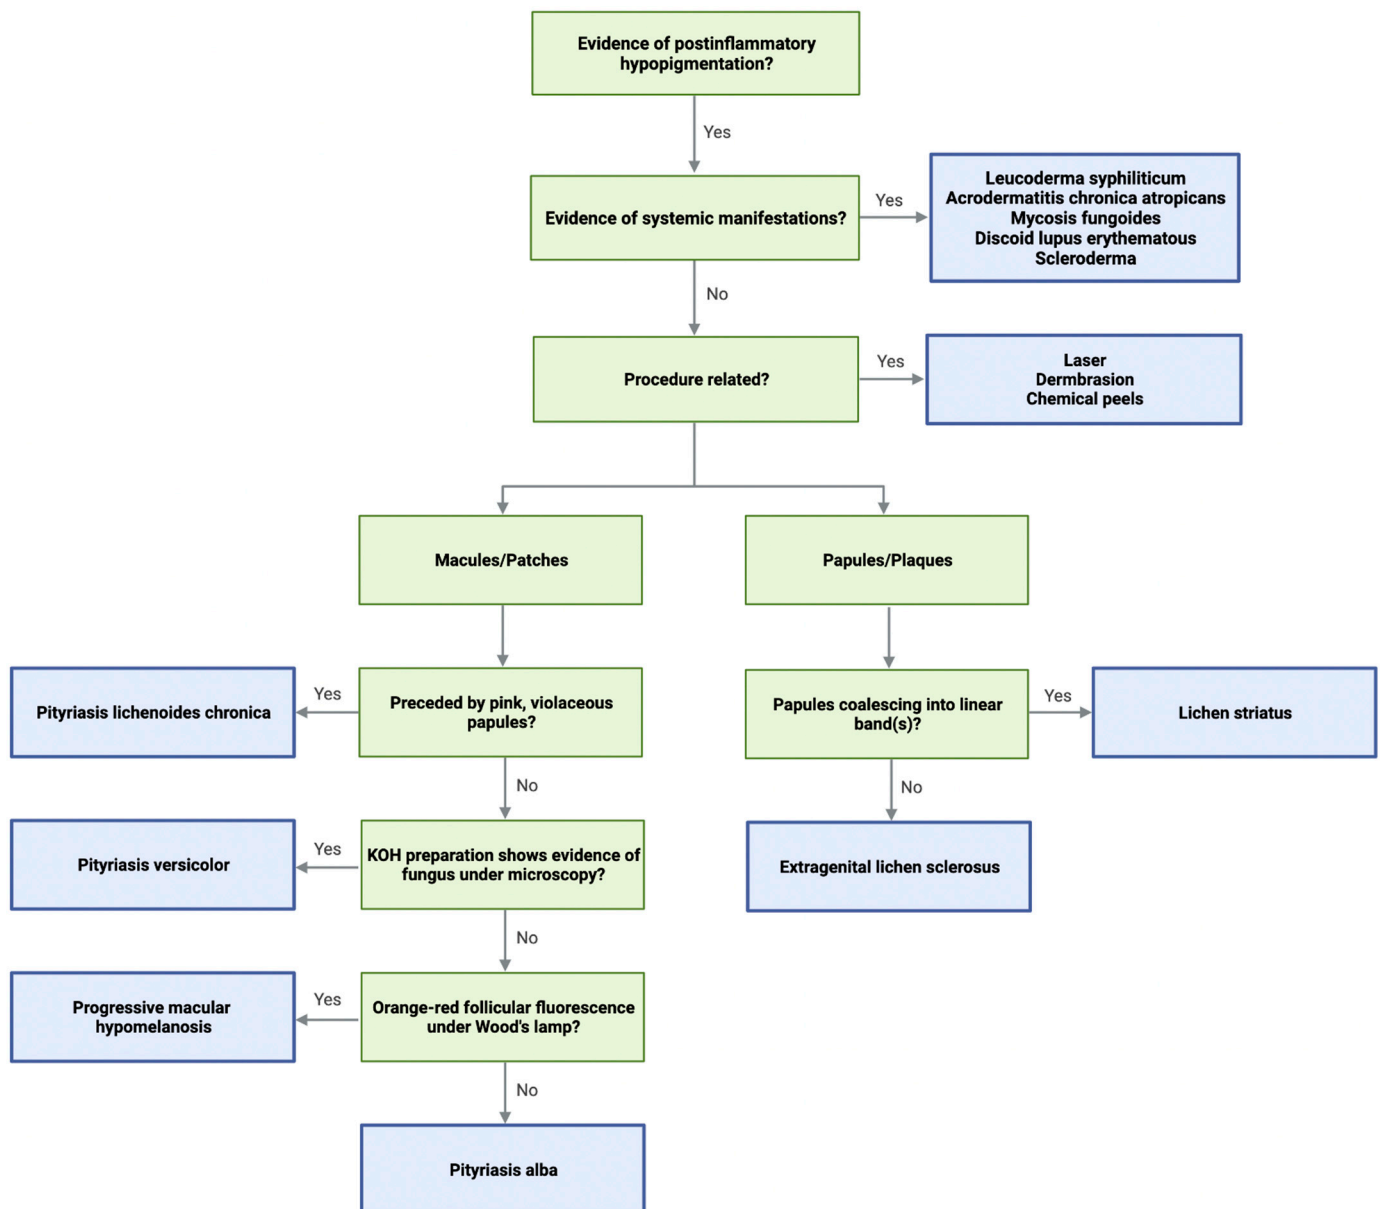 Evidence of postinflammatory
hypopigmentation?
Yes
Evidence of systemic manifestations?
Yes
Leucoderma syphiliticum
Acrodermatitis chronica atropicans
Mycosis fungoides
Discoid lupus erythematous
Scleroderma
No
Procedure related?
Yes
Laser
Dermbrasion
Chemical peels
Macules/Patches
Papules/Plaques
Preceded by pink, violaceous
papules?
Yes
Pityriasis lichenoides chronica
Papules coalescing into linear
band(s)?
Yes
Lichen striatus
No
No
KOH preparation shows evidence of
fungus under microscopy?
Yes
Pityriasis versicolor
Extragenital lichen sclerosus
No
Orange-red follicular fluorescence
under Wood's lamp?
Yes
Progressive macular
hypomelanosis
No
Pityriasis alba